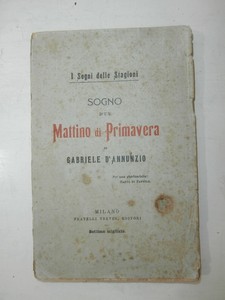 I Sogni delle Stagioni
SOGNO
D'UN
Mattino di Primavera
DI
GABRIELE D'ANNUNZIO
MILANO
FRATELLI TREVES, EDITORI